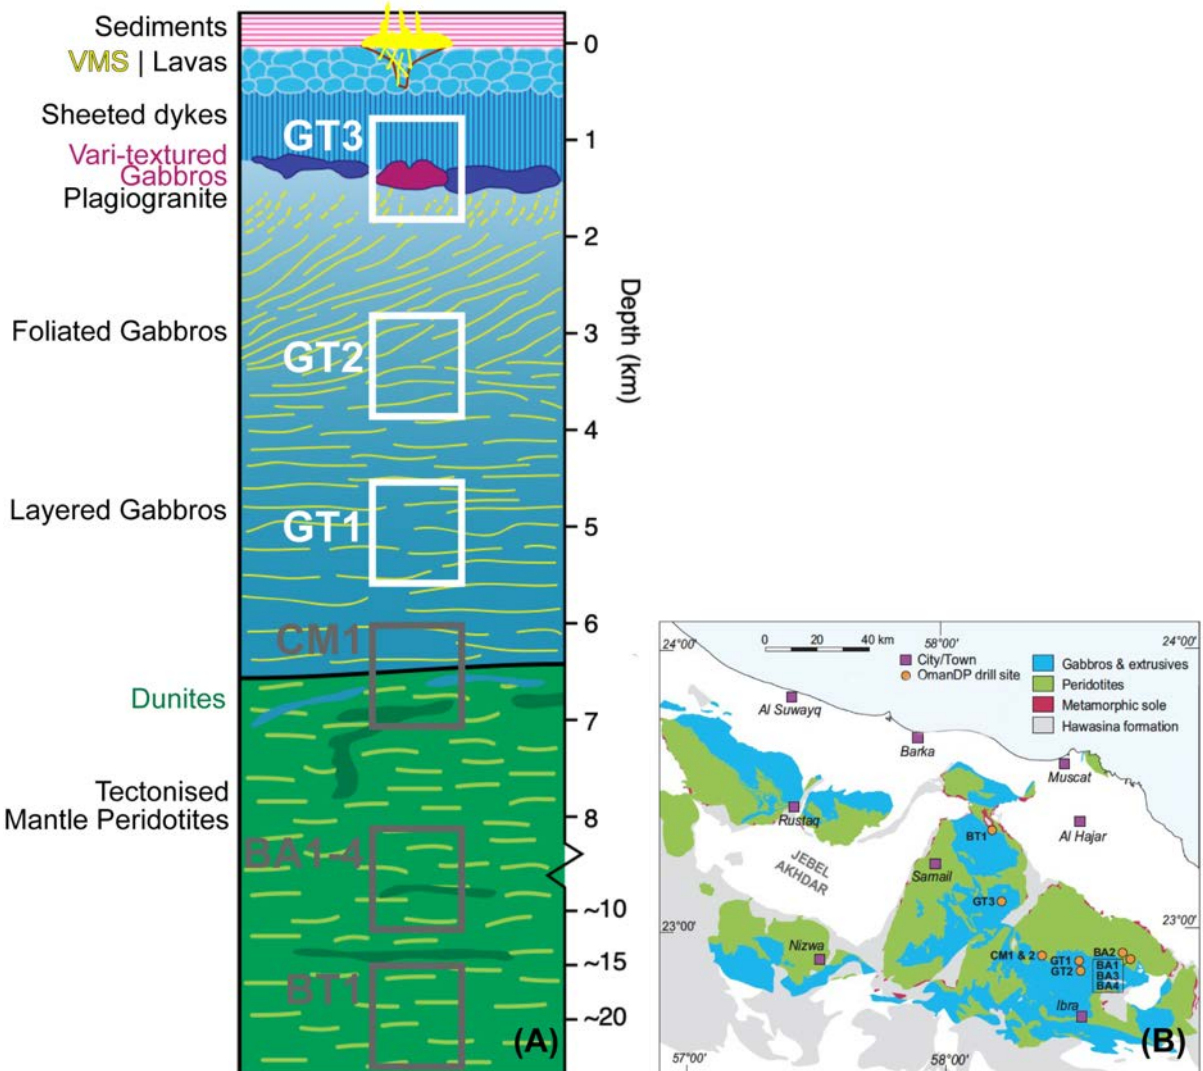 Sediments
VMS | Lavas
Sheeted dykes
Vari-textured
Gabbros
Plagiogranite
Foliated Gabbros
Layered Gabbros
Dunites
Tectonised
Mantle Peridotites
GT3
GT2
GT1
CM1
BA1-4
BT1
0
1
2
3
4
5
6
7
8
~10
~15
~20
Depth (km)
(A)
24°00'
58°00'
24°00'
0 20 40 km
City/Town
OmanDP drill site
Gabbros & extrusives
Peridotites
Metamorphic sole
Hawasina formation
Al Suwayq
Barka
Muscat
Rustaq
Al Hajar
BT1
JEBEL
AKHDAR
Samail
GT3
23°00'
23°00'
Nizwa
CM1 & 2
GT1
GT2
BA2
BA1
BA3
BA4
Ibra
57°00'
58°00'
(B)